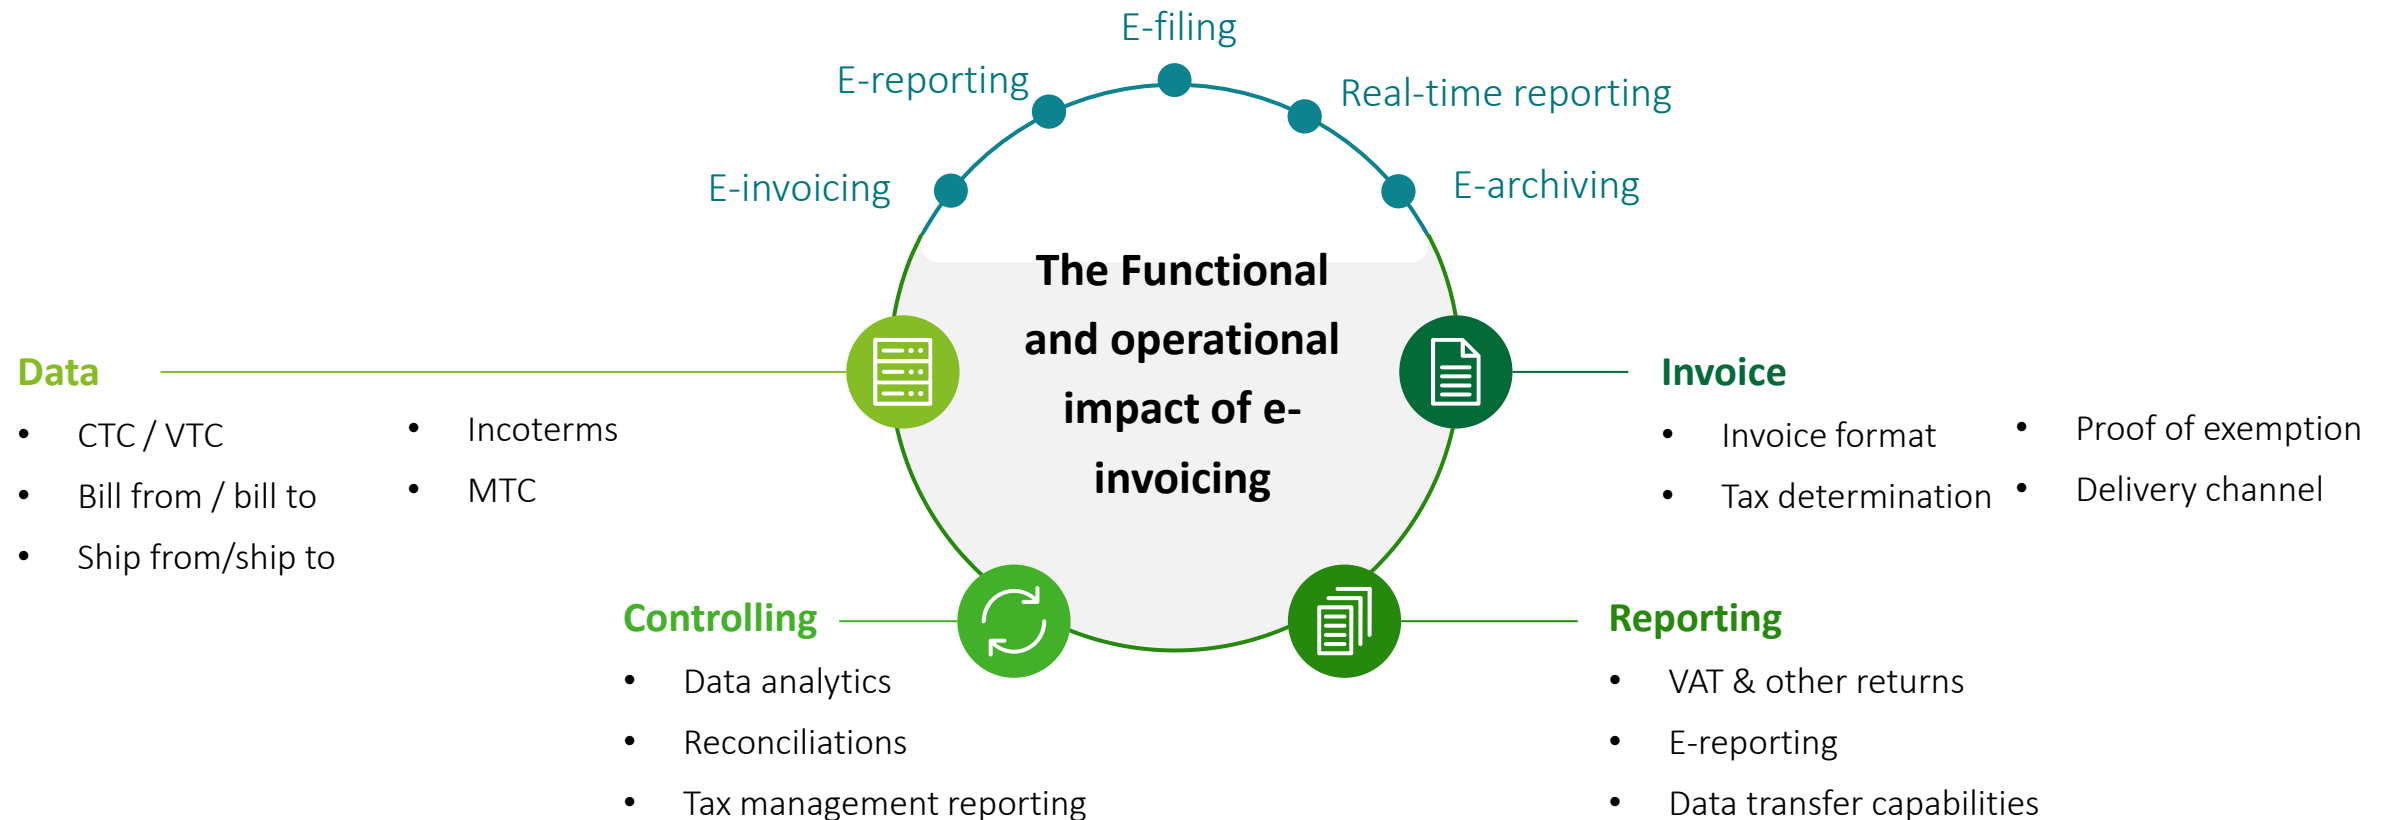 E-filing
E-reporting
Real-time reporting
E-invoicing
E-archiving
The Functional
and operational
impact of e-
invoicing
Data
• CTC / VTC
• Bill from / bill to
• Ship from/ship to
• Incoterms
• MTC
Invoice
• Invoice format
• Tax determination
• Proof of exemption
• Delivery channel
Controlling
• Data analytics
• Reconciliations
• Tax management reporting
Reporting
• VAT & other returns
• E-reporting
• Data transfer capabilities